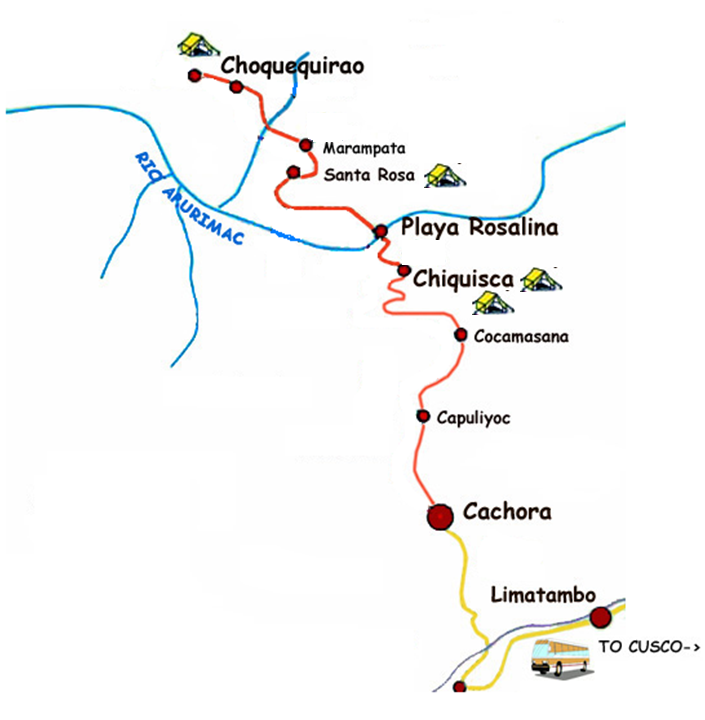 Choquequirao
Marampata
Santa Rosa
RIO APURIMAC
Playa Rosalina
Chiquisca
Cocamasana
Capuliyoc
Cachora
Limatambo
TO CUSCO->